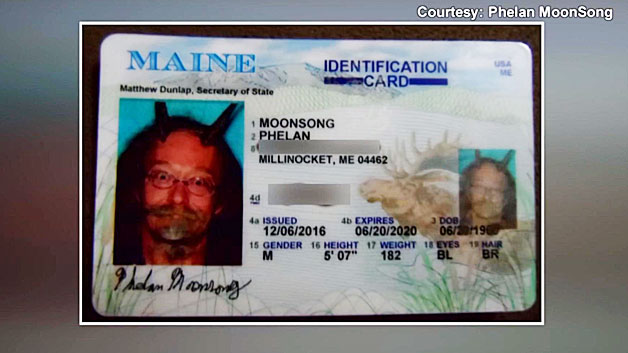 Courtesy: Phelan MoonSong
MAINE
IDENTIFICATION
CARD
USA
ME
Matthew Dunlap, Secretary of State
1 MOONSONG
2 PHELAN
8
MILLINOCKET, ME 04462
4d
4a ISSUED 4b EXPIRES 3 DOB
12/06/2016 06/20/2020
15 GENDER 16 HEIGHT 17 WEIGHT 18 EYES 19 HAIR
M 5' 07" 182 BL BR
Phelan Moonsong